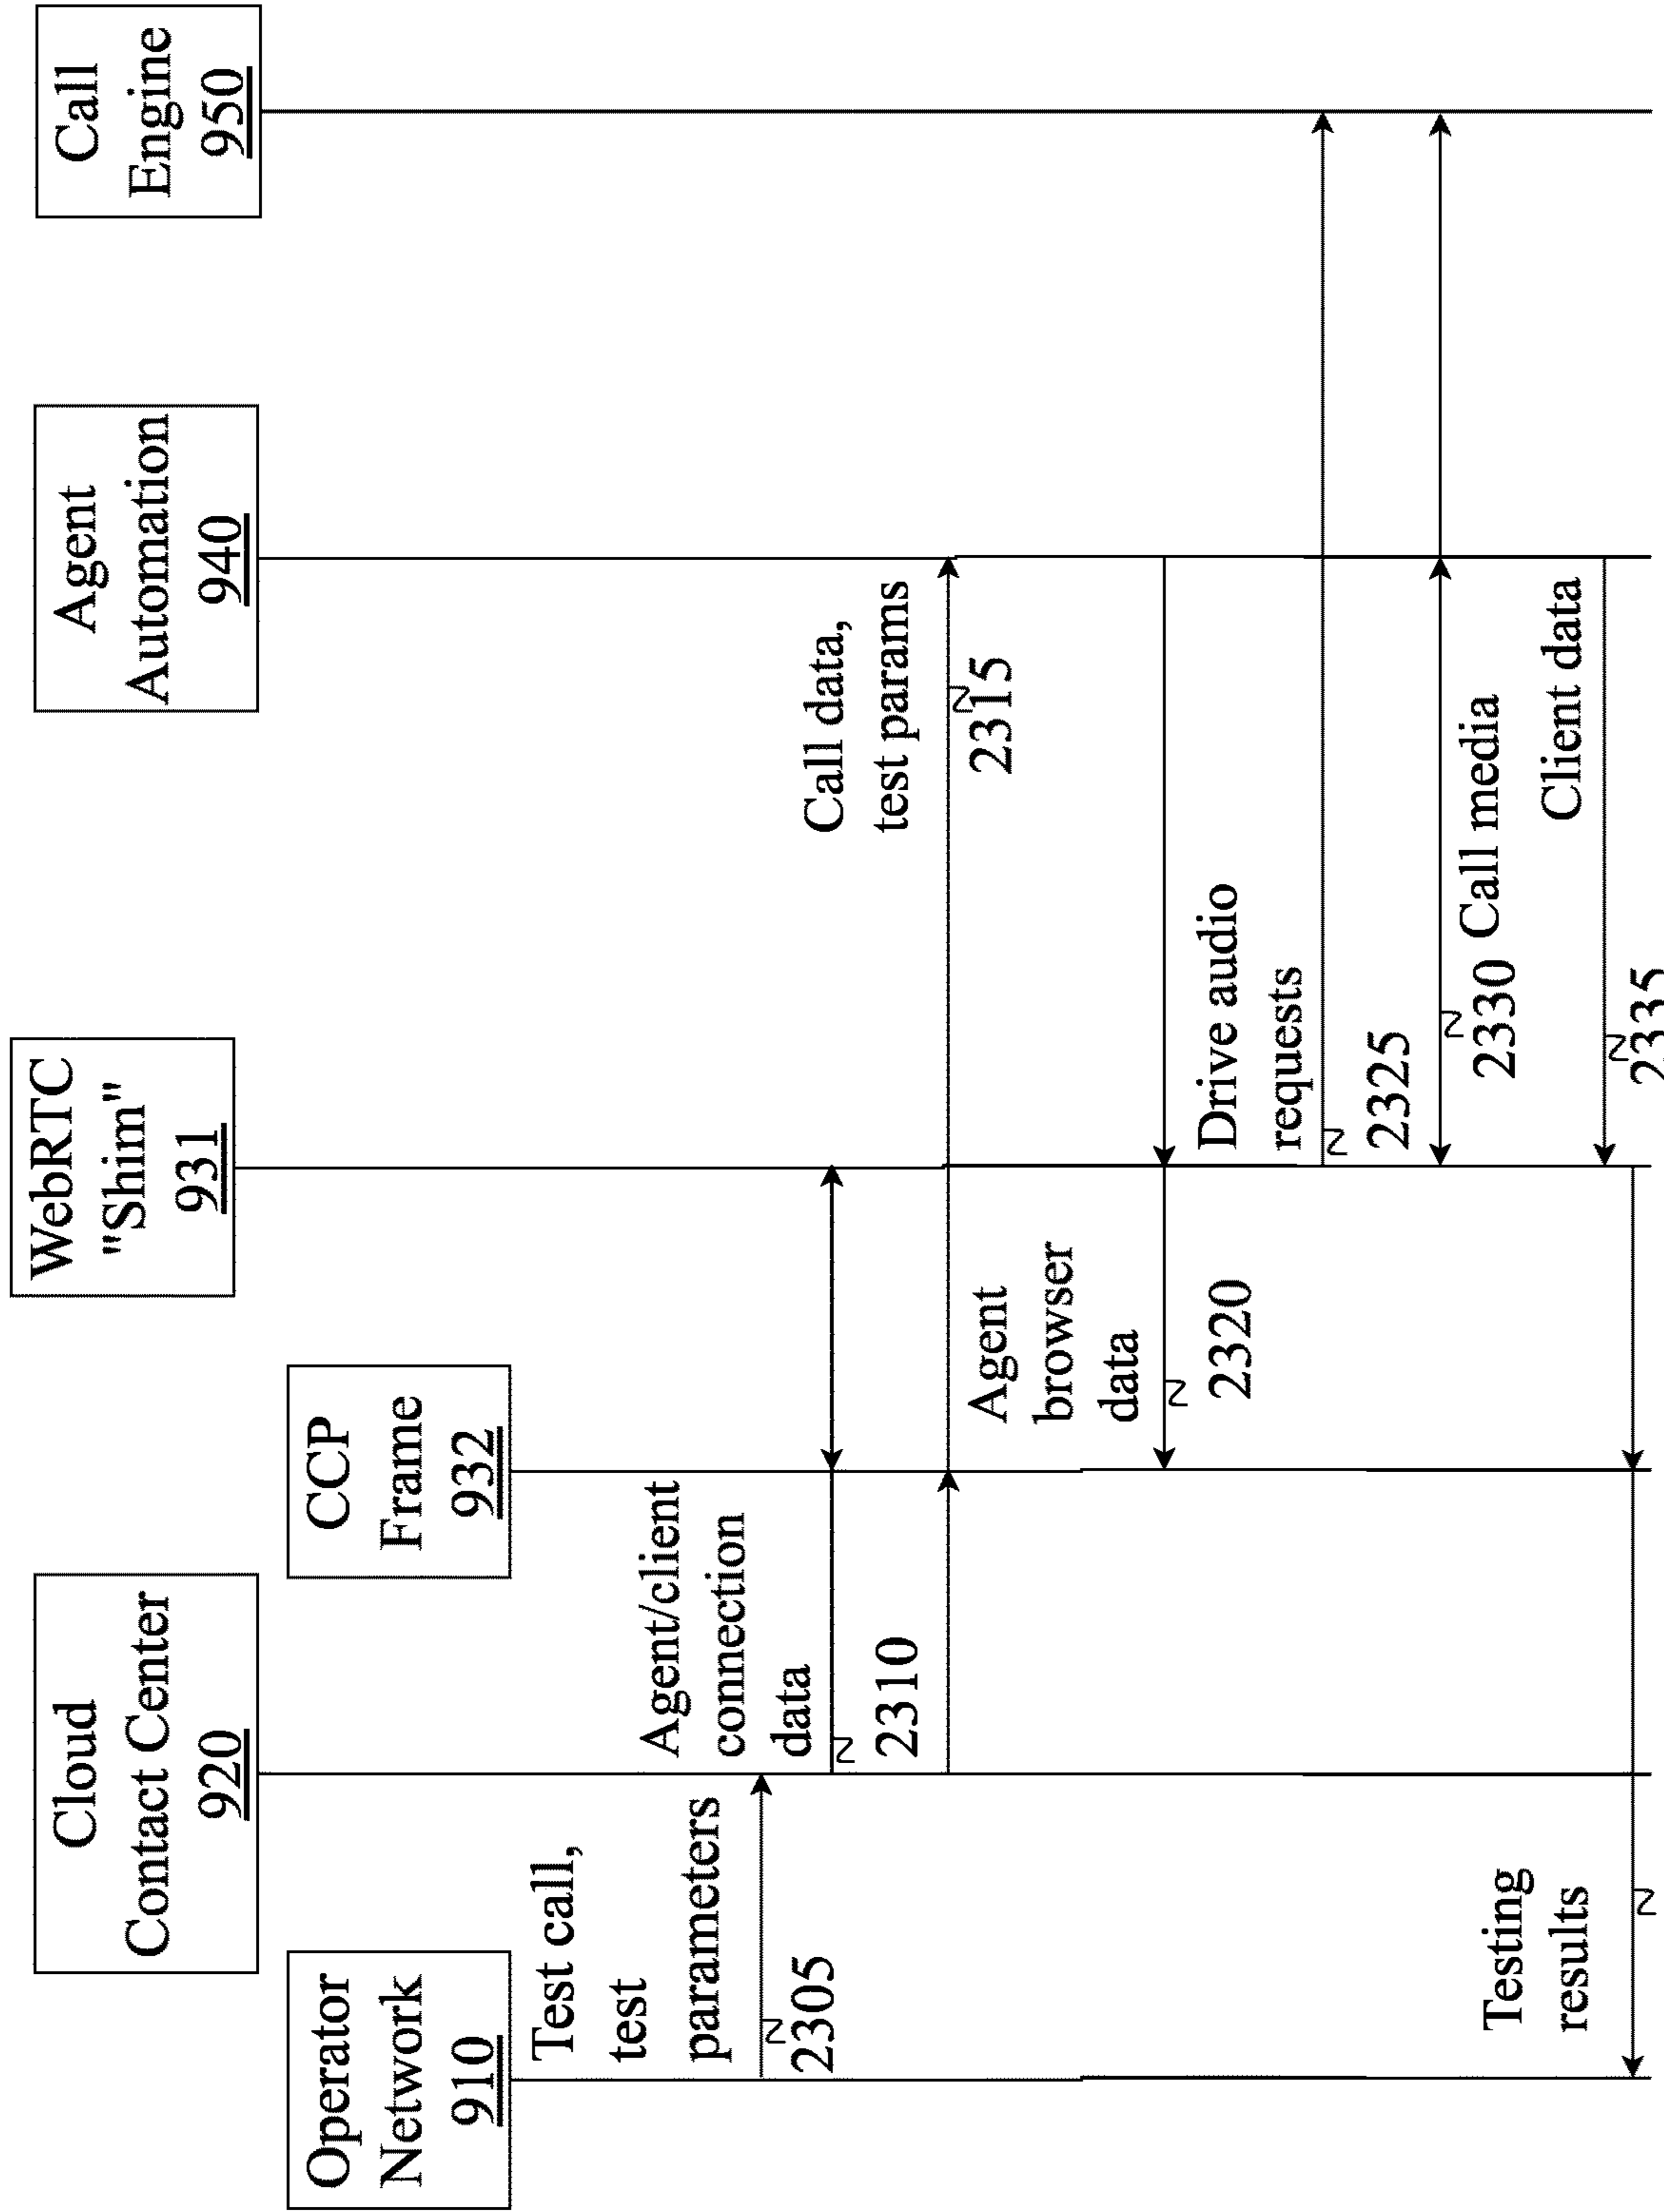 Operator
Network
910
Cloud
Contact Center
920
CCP
Frame
932
WebRTC
"Shim"
931
Agent
Automation
940
Call
Engine
950
Test call,
test
parameters
2305
Agent/client
connection
data
2310
Call data,
test params
2315
Agent
browser
data
2320
Drive audio
requests
2325
2330 Call media
Client data
2335
Testing
results